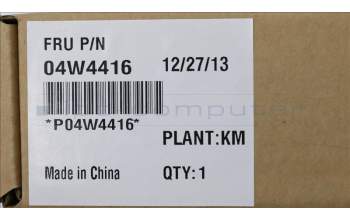 FRU P/N
04W4416 12/27/13
*P04W4416*
PLANT:KM
Made in China QTY:1